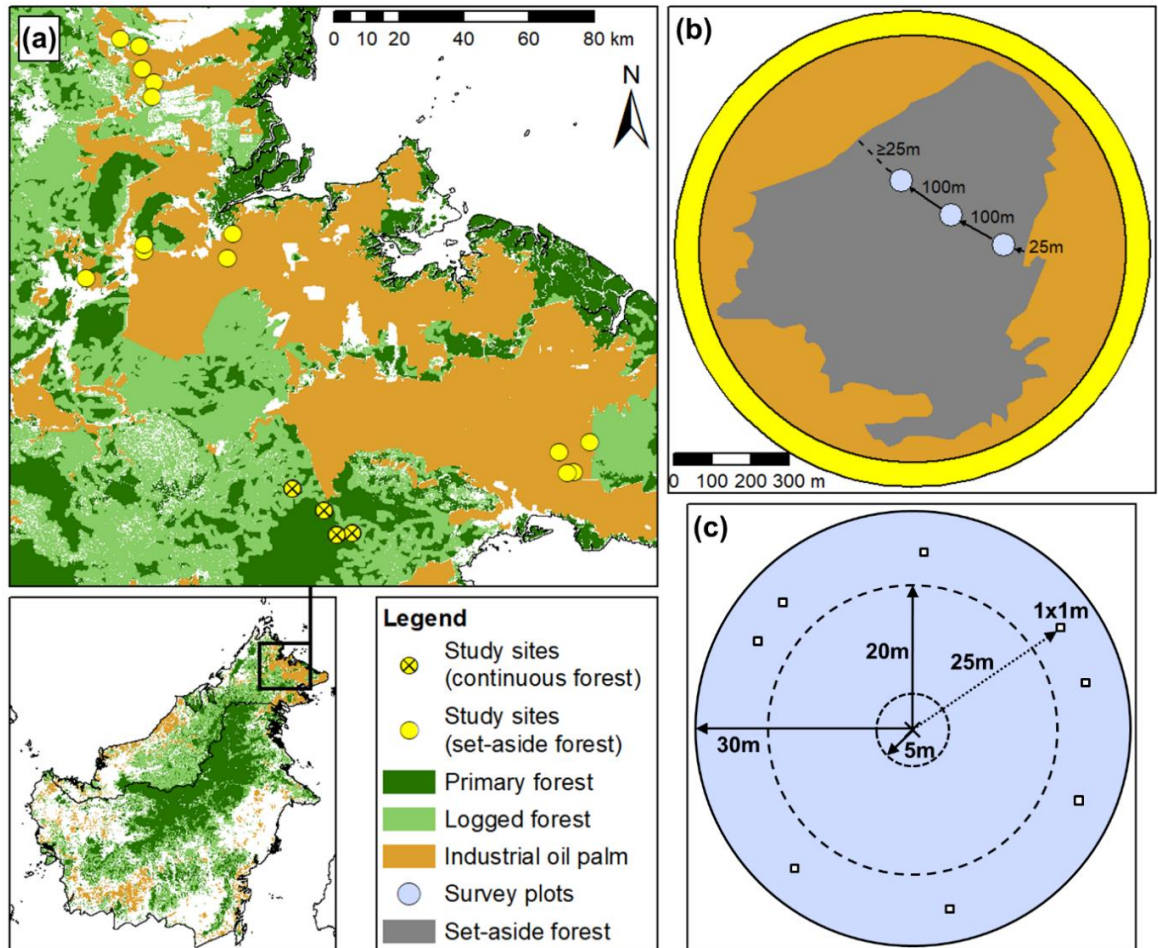 (a)
0 10 20 40 60 80 km
N
(b)
≥25m
100m
100m
25m
0 100 200 300 m
Legend
Study sites
(continuous forest)
Study sites
(set-aside forest)
Primary forest
Logged forest
Industrial oil palm
Survey plots
Set-aside forest
(c)
1x1m
20m
25m
30m
5m